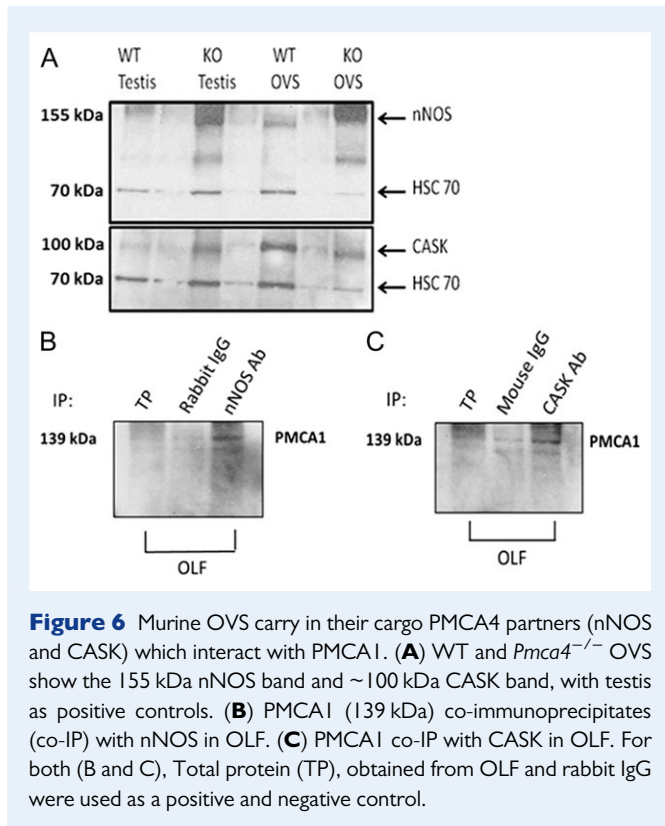 A
WT KO WT KO
Testis Testis OVS OVS
155 kDa ← nNOS
70 kDa ← HSC 70
100 kDa ← CASK
70 kDa ← HSC 70
B
IP: TP Rabbit IgG nNOS Ab
139 kDa PMCA1
OLF
C
IP: TP Mouse IgG CASK Ab
139 kDa PMCA1
OLF
Figure 6 Murine OVS carry in their cargo PMCA4 partners (nNOS
and CASK) which interact with PMCA1. (A) WT and Pmca4−/− OVS
show the 155 kDa nNOS band and ~100 kDa CASK band, with testis
as positive controls. (B) PMCA1 (139 kDa) co-immunoprecipitates
(co-IP) with nNOS in OLF. (C) PMCA1 co-IP with CASK in OLF. For
both (B and C), Total protein (TP), obtained from OLF and rabbit IgG
were used as a positive and negative control.